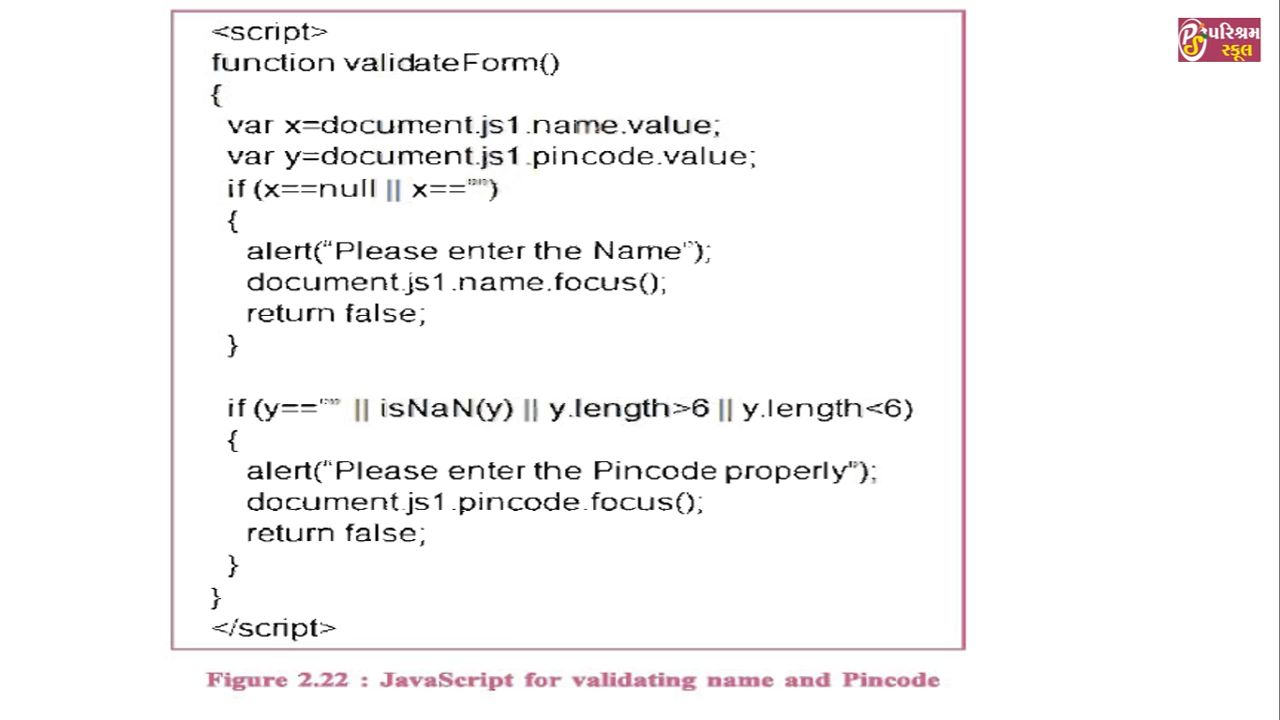 <script>
function validateForm()
{
var x=document.js1.name.value;
var y=document.js1.pincode.value;
if (x==null || x=="")
{
alert("Please enter the Name");
document.js1.name.focus();
return false;
}
if (y=="" || isNaN(y) || y.length>6 || y.length<6)
{
alert("Please enter the Pincode properly");
document.js1.pincode.focus();
return false;
}
}
</script>
Figure 2.22 : JavaScript for validating name and Pincode
પરિશ્રમ
સ્કૂલ